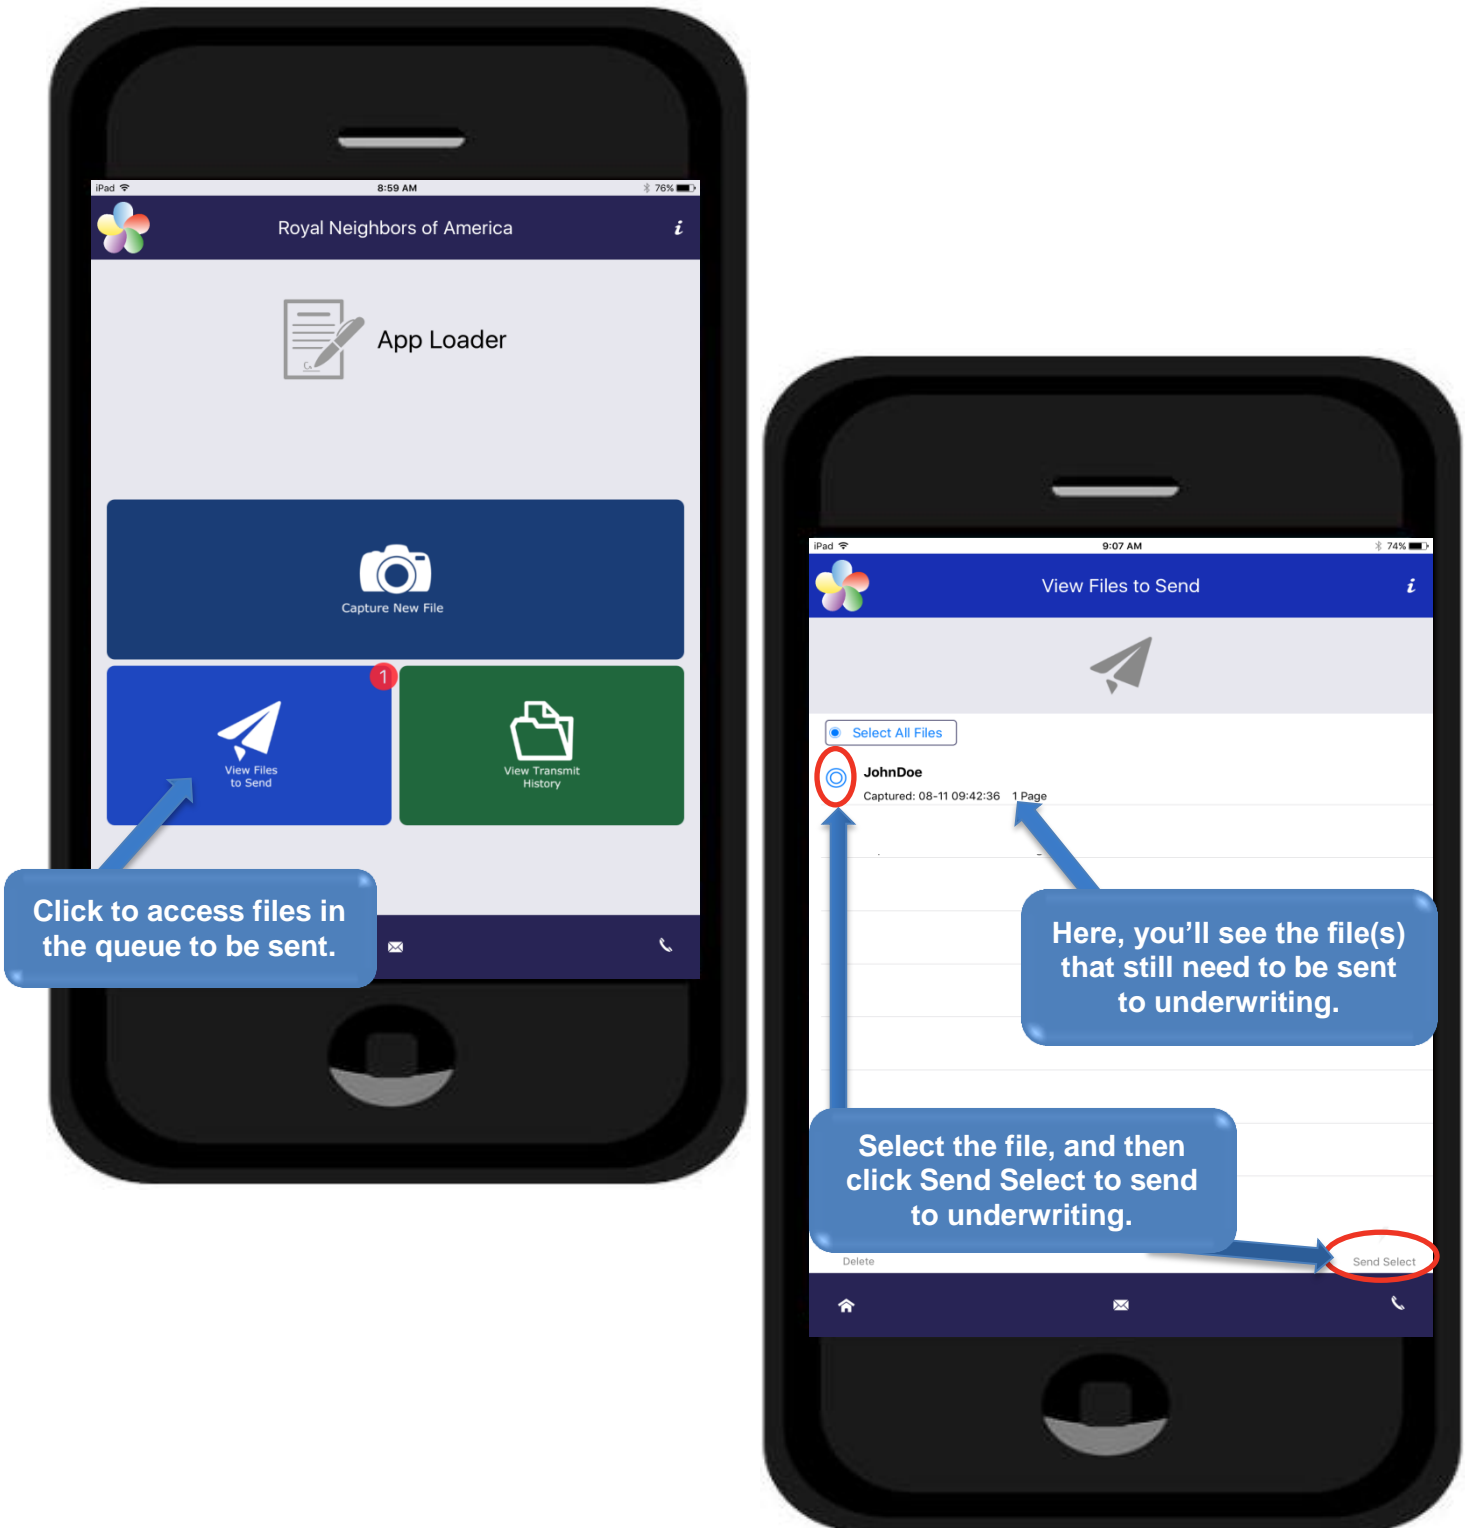 iPad 8:59 AM 76%
Royal Neighbors of America i
App Loader
Capture New File
1
View Files
to Send
View Transmit
History
Click to access files in
the queue to be sent.
iPad 9:07 AM 74%
View Files to Send i
Select All Files
JohnDoe
Captured: 08-11 09:42:36 1 Page
Here, you’ll see the file(s)
that still need to be sent
to underwriting.
Select the file, and then
click Send Select to send
to underwriting.
Delete Send Select